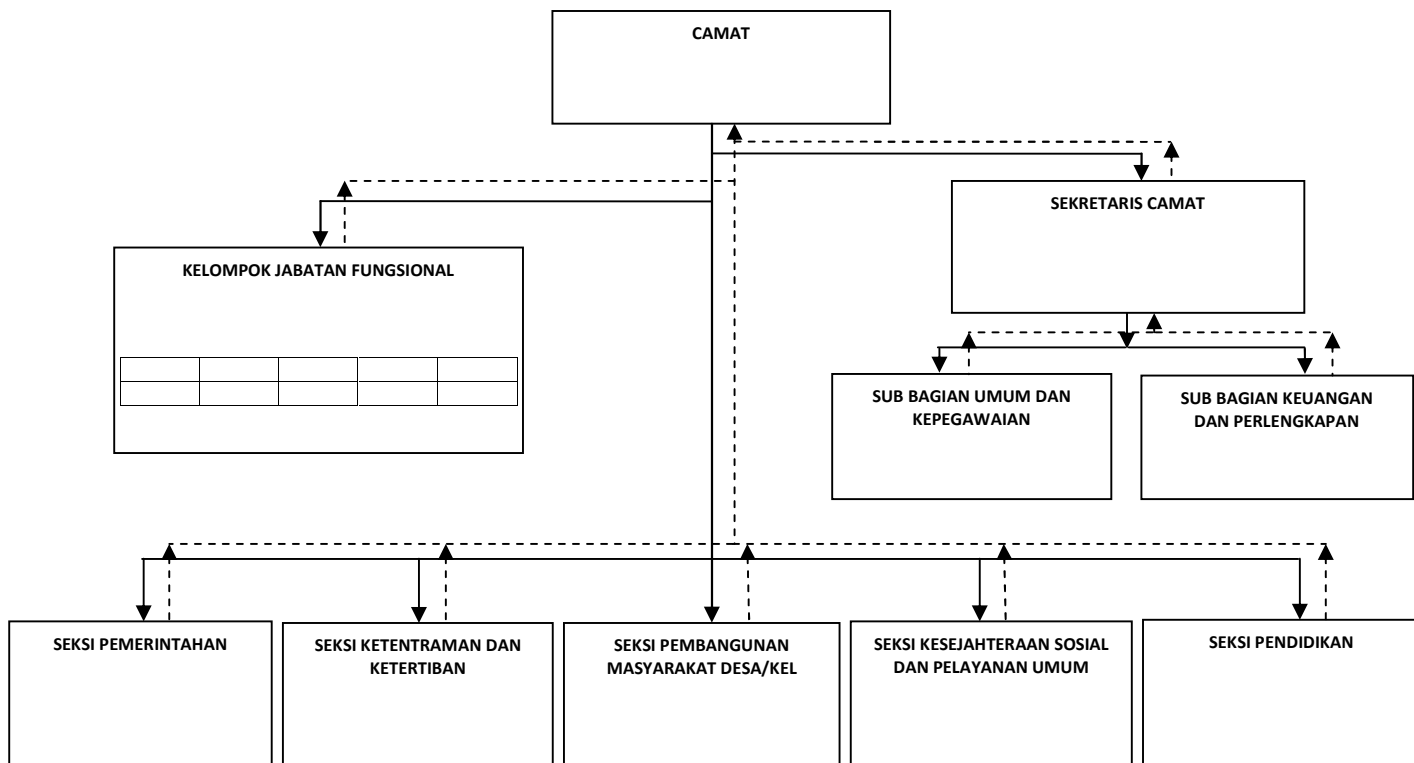 CAMAT
SEKRETARIS CAMAT
KELOMPOK JABATAN FUNGSIONAL
SUB BAGIAN UMUM DAN
KEPEGAWAIAN
SUB BAGIAN KEUANGAN
DAN PERLENGKAPAN
SEKSI PEMERINTAHAN
SEKSI KETENTRAMAN DAN
KETERTIBAN
SEKSI PEMBANGUNAN
MASYARAKAT DESA/KEL
SEKSI KESEJAHTERAAN SOSIAL
DAN PELAYANAN UMUM
SEKSI PENDIDIKAN